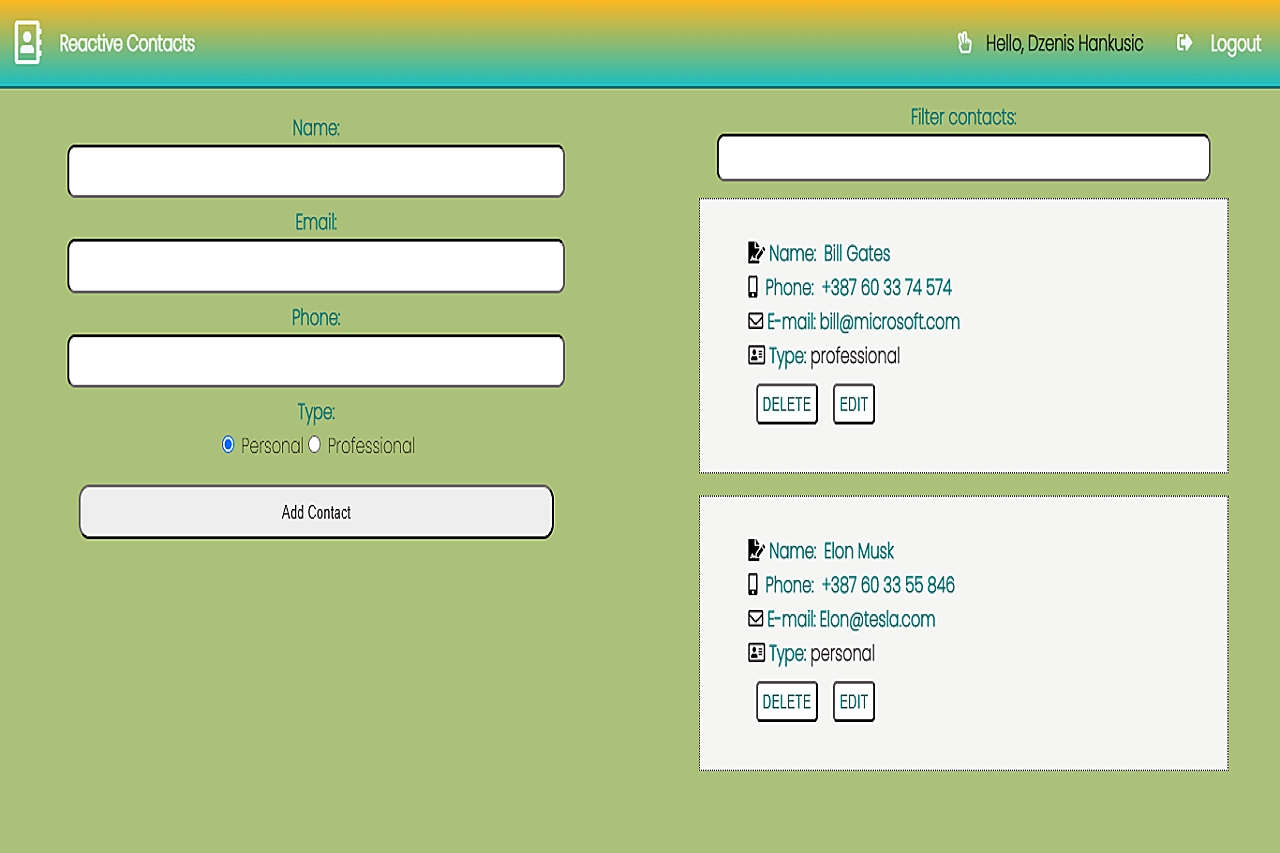 Reactive Contacts
Hello, Dzenis Hankusic
Logout
Name:
Email:
Phone:
Type:
Personal Professional
Add Contact
Filter contacts:
Name: Bill Gates
Phone: +387 60 33 74 574
E-mail: bill@microsoft.com
Type: professional
DELETE EDIT
Name: Elon Musk
Phone: +387 60 33 55 846
E-mail: Elon@tesla.com
Type: personal
DELETE EDIT